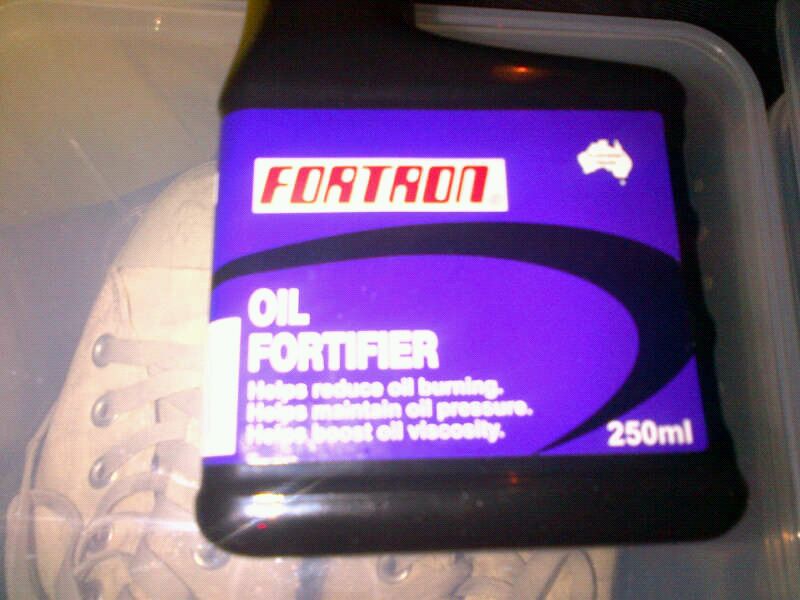 FORTRON
OIL
FORTIFIER
Helps reduce oil burning.
Helps maintain oil pressure.
Helps boost oil viscosity.
250ml